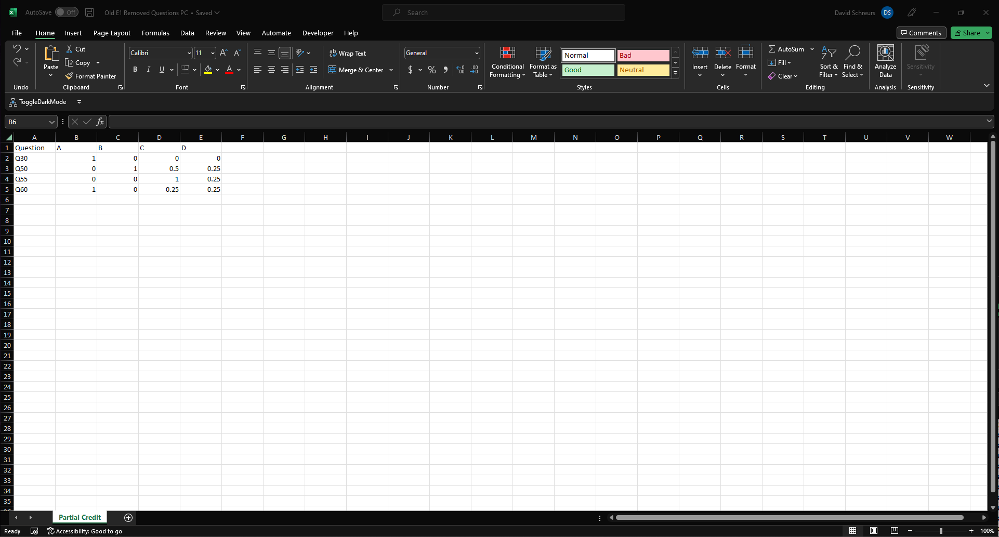 AutoSave Off Old E1 Removed Questions PC • Saved Search David Schreurs DS
File Home Insert Page Layout Formulas Data Review View Automate Developer Help Comments Share
Paste Cut Copy Format Painter
Calibri 11 B I U A A A
ab Wrap Text Merge & Center
General $ % 9 .00
Conditional Formatting Format as Table
Normal Bad
Good Neutral
Insert Delete Format
AutoSum Fill Clear Sort & Filter Find & Select
Analyze Data Sensitivity
Undo Clipboard Font Alignment Number Styles Cells Editing Analysis Sensitivity
ToggleDarkMode
B6 fx
A B C D E F G H I J K L M N O P Q R S T U V W
1 Question A B C D
2 Q30 1 0 0 0
3 Q50 0 1 0.5 0.25
4 Q55 0 0 1 0.25
5 Q60 1 0 0.25 0.25
6
7
8
9
10
11
12
13
14
15
16
17
18
19
20
21
22
23
24
25
26
27
28
29
30
31
32
33
34
35
Partial Credit
Ready Accessibility: Good to go 100%